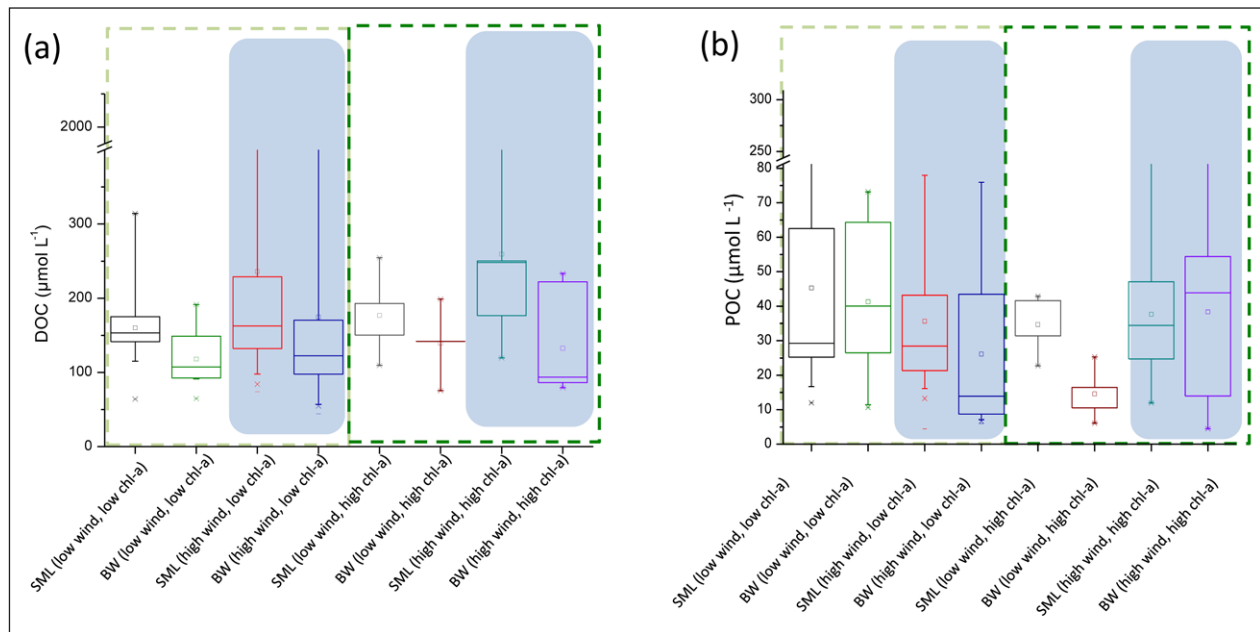 (a)
DOC (µmol L⁻¹)
2000
300
200
100
0
SML (low wind, low chl-a)
BW (low wind, low chl-a)
SML (high wind, low chl-a)
BW (high wind, low chl-a)
SML (low wind, high chl-a)
BW (low wind, high chl-a)
SML (high wind, high chl-a)
BW (high wind, high chl-a)
(b)
POC (µmol L ⁻¹)
300
250
80
70
60
50
40
30
20
10
0
SML (low wind, low chl-a)
BW (low wind, low chl-a)
SML (high wind, low chl-a)
BW (high wind, low chl-a)
SML (low wind, high chl-a)
BW (low wind, high chl-a)
SML (high wind, high chl-a)
BW (high wind, high chl-a)